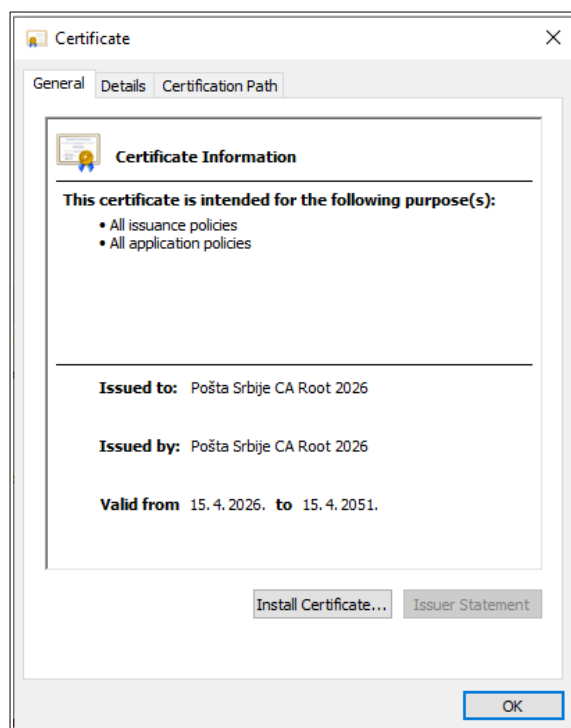 Certificate
General Details Certification Path
Certificate Information
This certificate is intended for the following purpose(s):
• All issuance policies
• All application policies
Issued to: Pošta Srbije CA Root 2026
Issued by: Pošta Srbije CA Root 2026
Valid from 15. 4. 2026. to 15. 4. 2051.
Install Certificate... Issuer Statement
OK